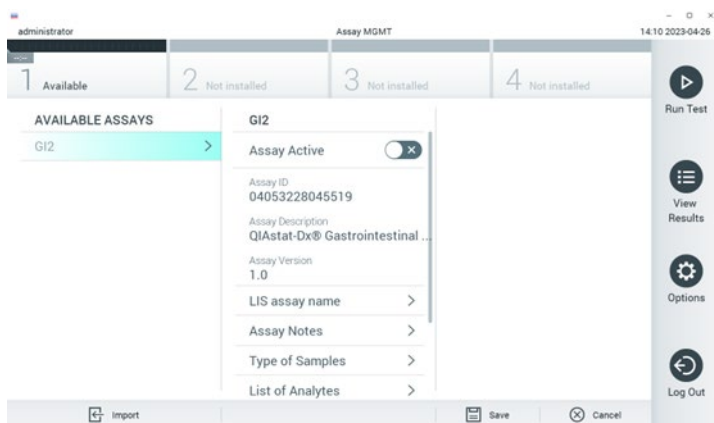 administrator Assay MGMT 14:10 2023-04-26
1 Available 2 Not installed 3 Not installed 4 Not installed
Run Test
AVAILABLE ASSAYS
GI2
GI2
Assay Active
Assay ID
04053228045519
Assay Description
QIAstat-Dx® Gastrointestinal ...
Assay Version
1.0
LIS assay name
Assay Notes
Type of Samples
List of Analytes
View
Results
Options
Log Out
Import Save Cancel